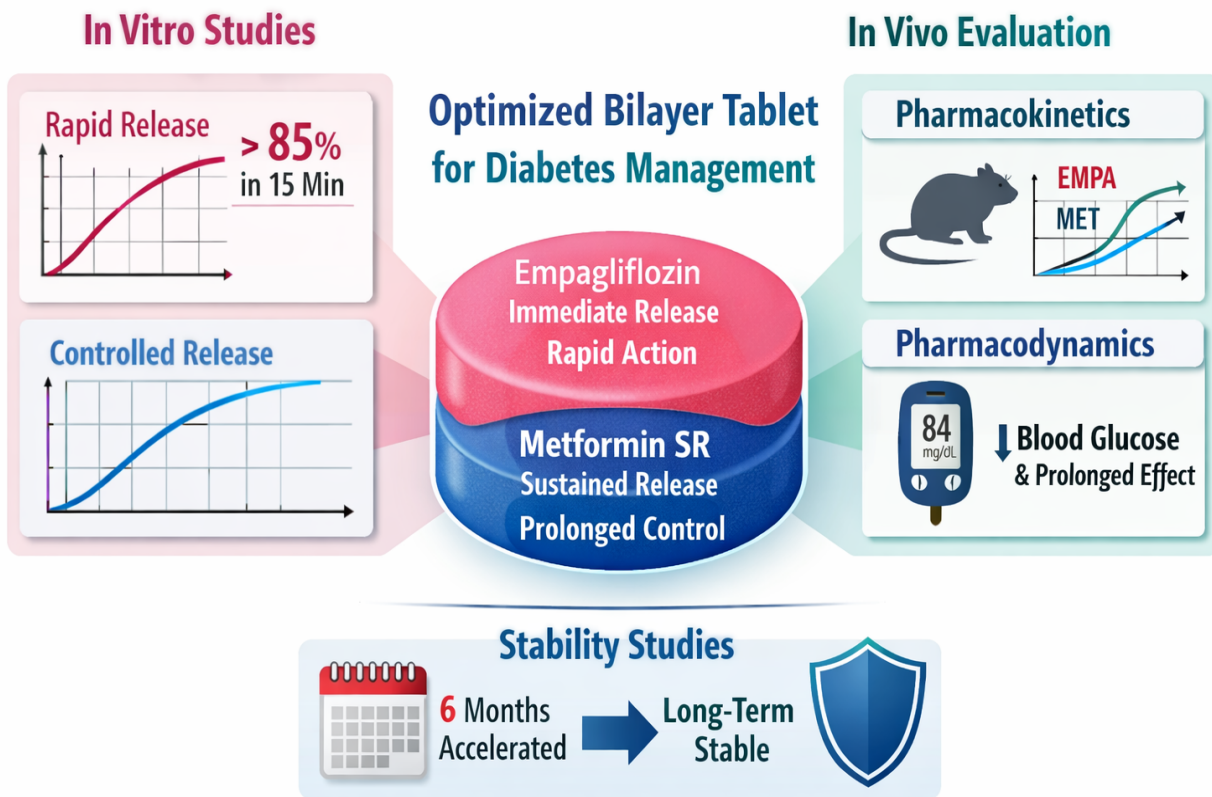 In Vitro Studies
Rapid Release
> 85%
in 15 Min
Controlled Release
Optimized Bilayer Tablet
for Diabetes Management
Empagliflozin
Immediate Release
Rapid Action
Metformin SR
Sustained Release
Prolonged Control
In Vivo Evaluation
Pharmacokinetics
EMPA
MET
Pharmacodynamics
84
mg/dL
Blood Glucose
& Prolonged Effect
Stability Studies
6 Months
Accelerated
Long-Term
Stable